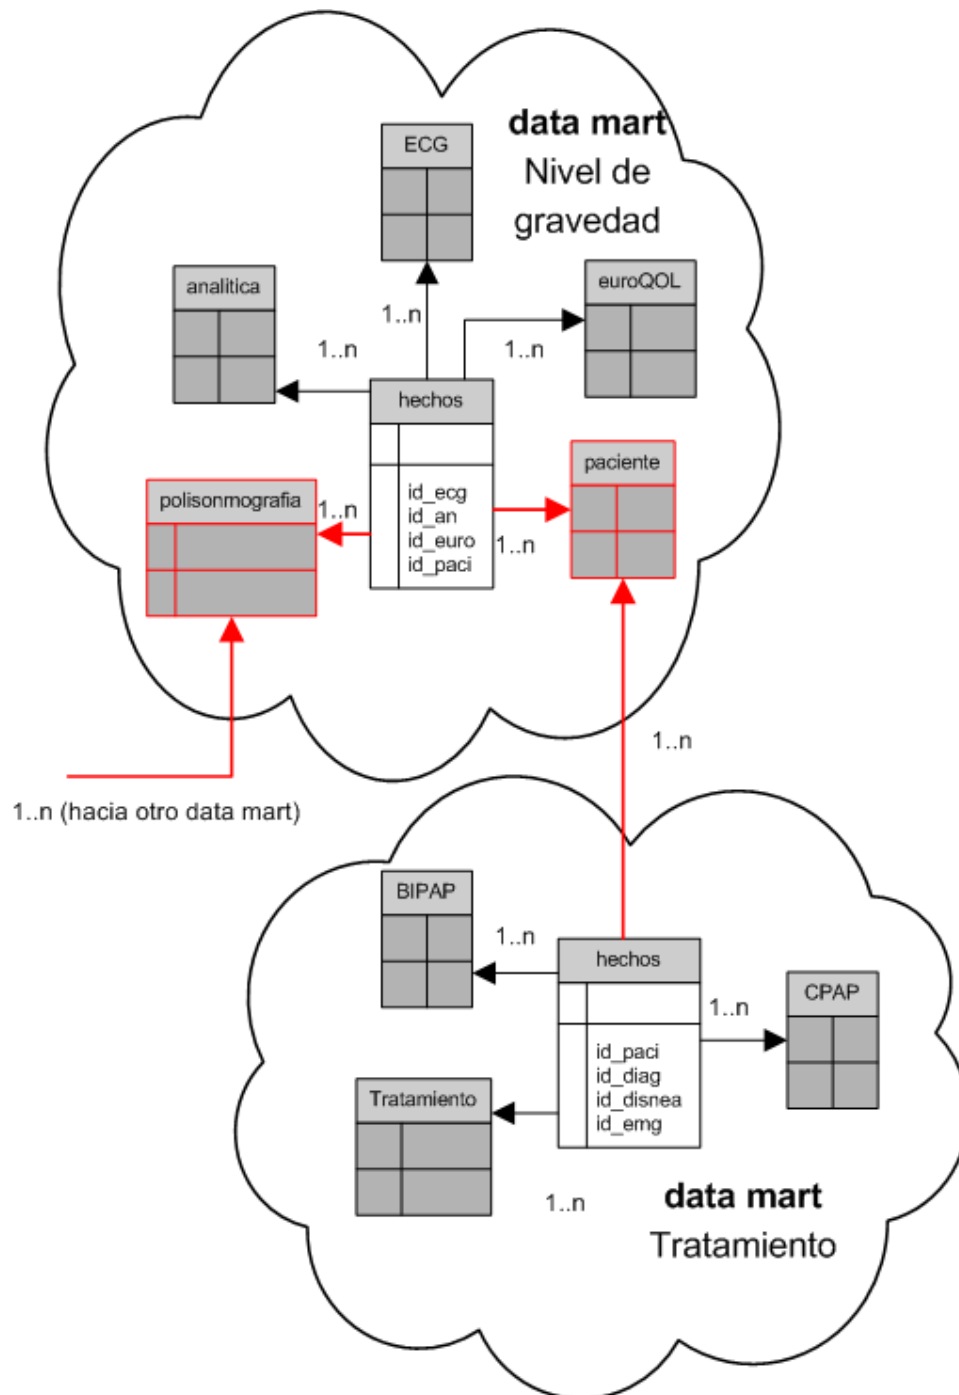 data mart
Nivel de
gravedad
ECG
analitica
euroQOL
1..n
1..n
1..n
hechos
id_ecg
id_an
id_euro
id_paci
paciente
polisonmografia
1..n
1..n
1..n
1..n (hacia otro data mart)
BIPAP
1..n
hechos
id_paci
id_diag
id_disnea
id_emg
CPAP
1..n
Tratamiento
1..n
data mart
Tratamiento